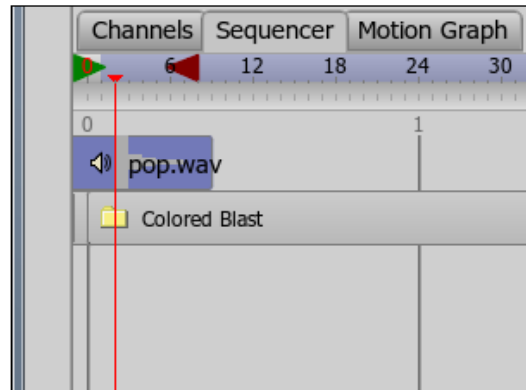 Channels Sequencer Motion Graph
0 6 12 18 24 30
0 1
pop.wav
Colored Blast